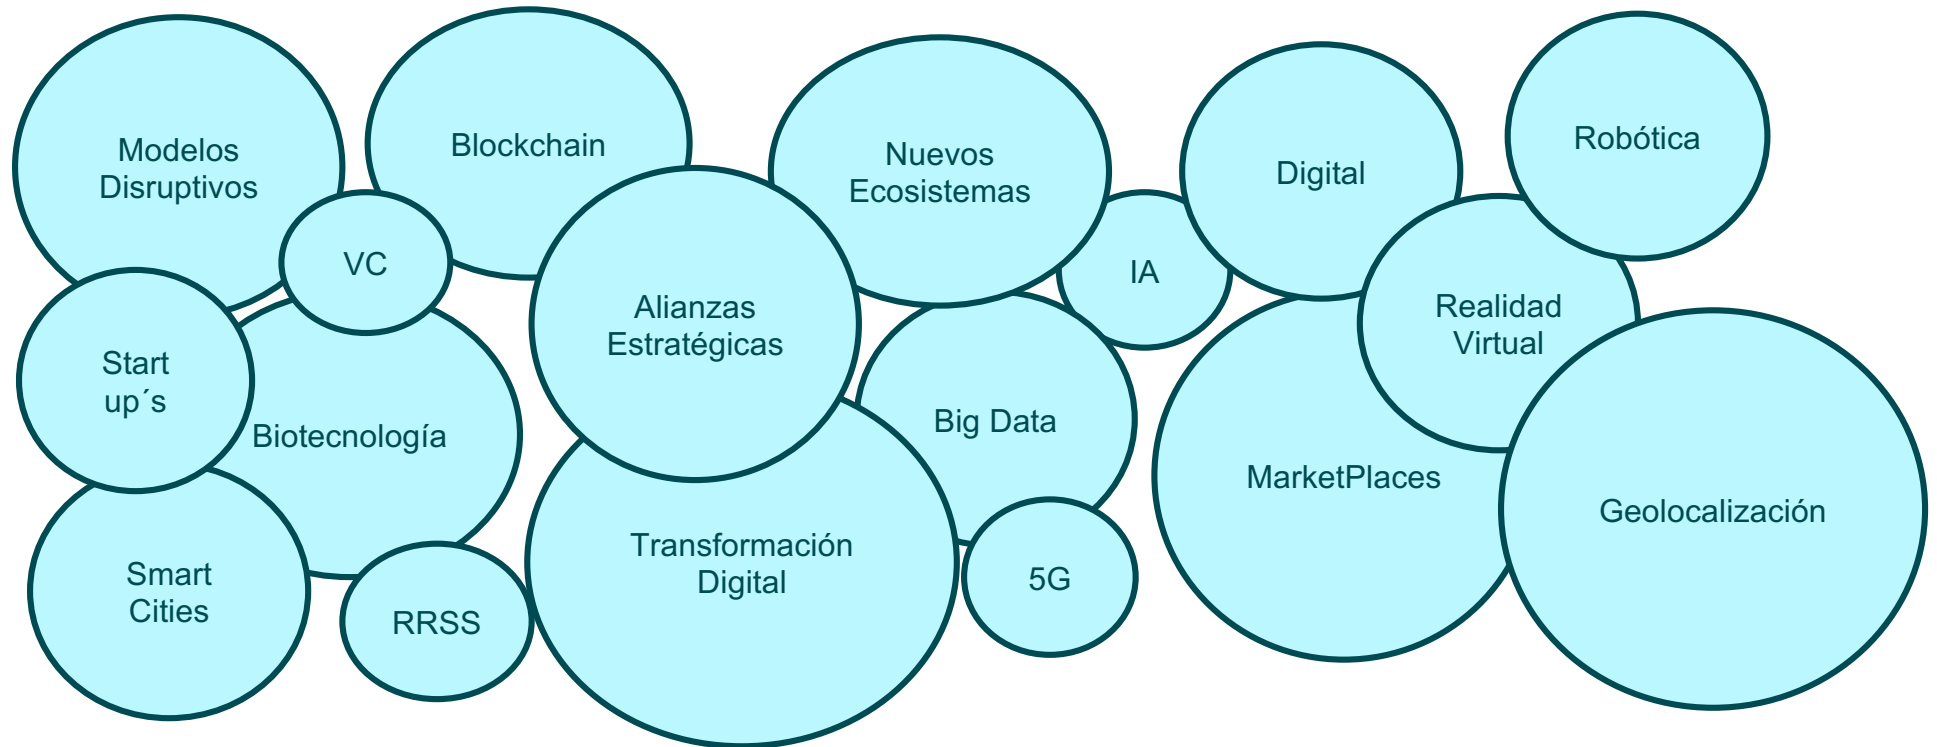 Modelos
Disruptivos
Blockchain
Nuevos
Ecosistemas
Digital
Robótica
VC
IA
Alianzas
Estratégicas
Realidad
Virtual
Start
up´s
Biotecnología
Big Data
MarketPlaces
Geolocalización
Smart
Cities
RRSS
Transformación
Digital
5G